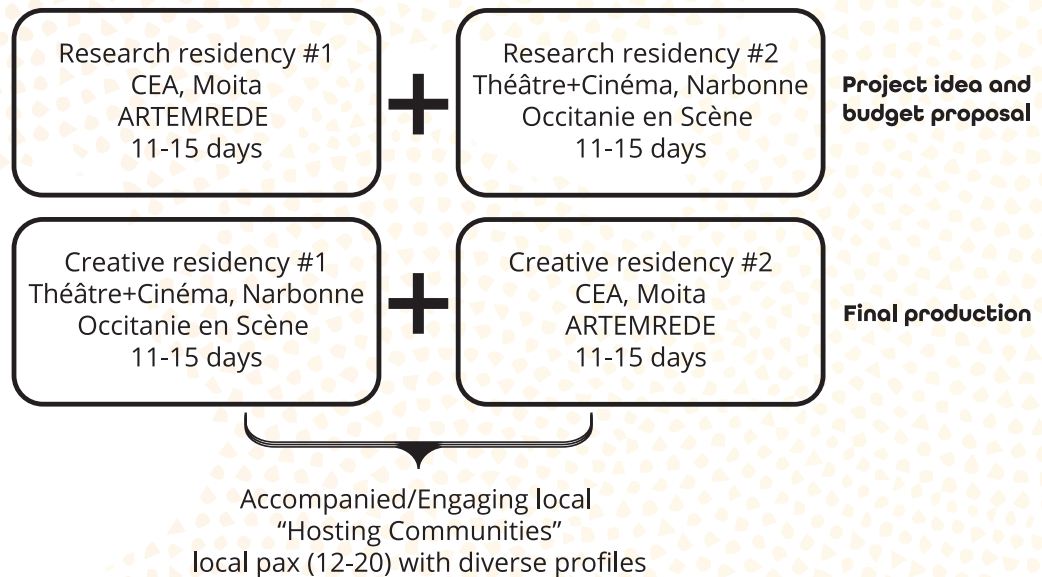 Research residency #1
CEA, Moita
ARTEMREDE
11-15 days
+
Research residency #2
Théâtre+Cinéma, Narbonne
Occitanie en Scène
11-15 days
Project idea and
budget proposal
Creative residency #1
Théâtre+Cinéma, Narbonne
Occitanie en Scène
11-15 days
+
Creative residency #2
CEA, Moita
ARTEMREDE
11-15 days
Final production
Accompanied/Engaging local
“Hosting Communities”
local pax (12-20) with diverse profiles